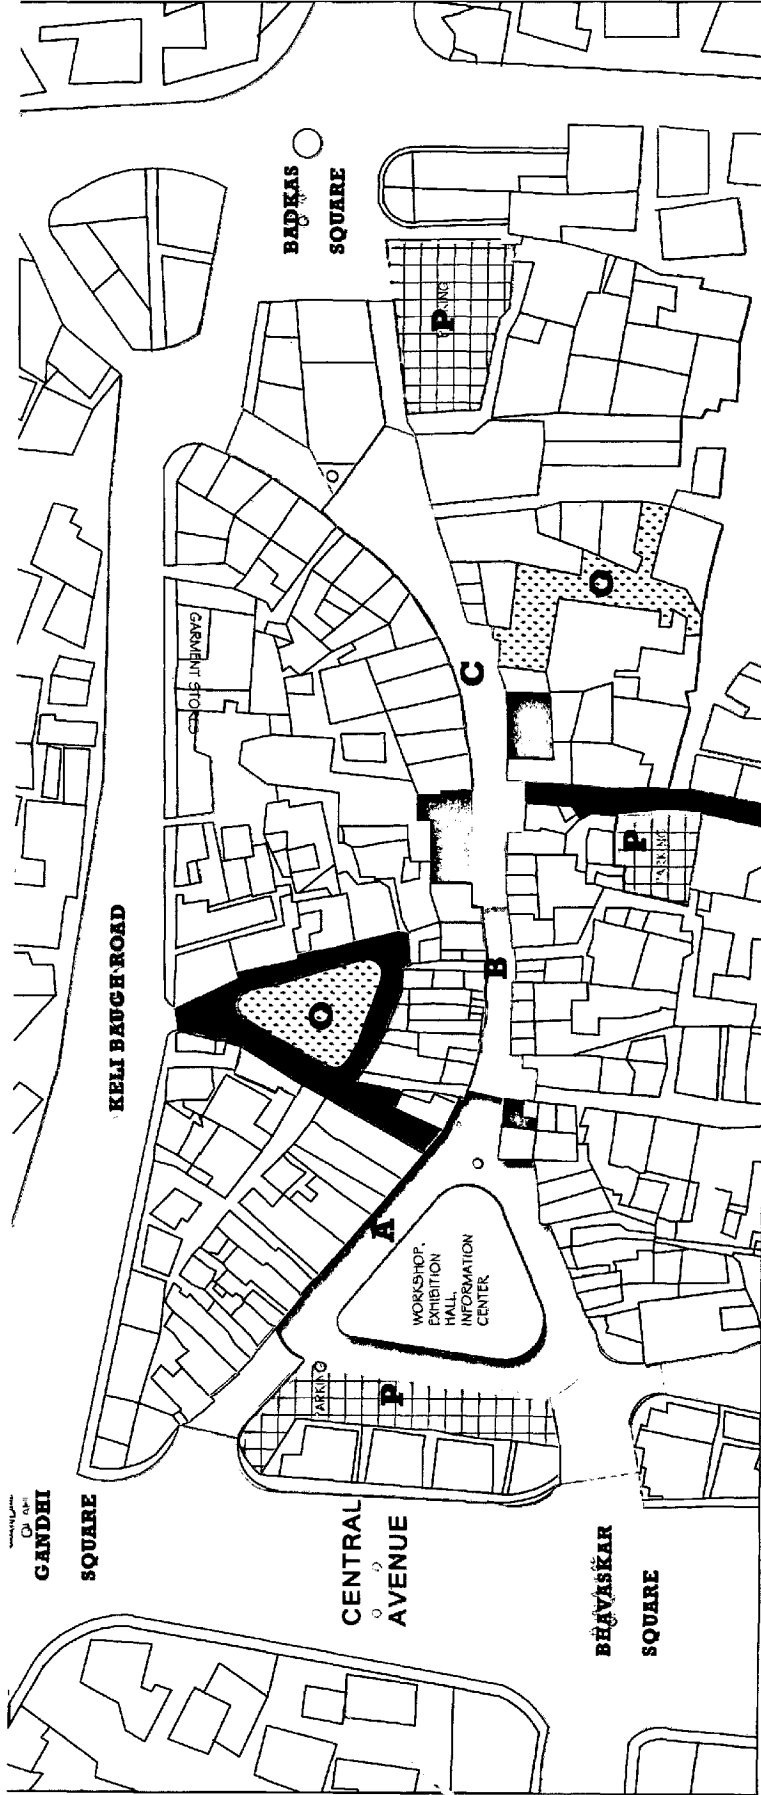 BADKAS
SQUARE
P
O
C
GARMENT STORES
P
PARKING
KELI BAUGH ROAD
B
O
A
WORKSHOP,
EXHIBITION
HALL,
INFORMATION
CENTER
PARKING
P
GANDHI
SQUARE
CENTRAL
AVENUE
BHAVASKAR
SQUARE